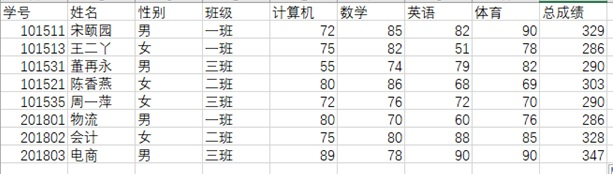 学号 姓名 性别 班级 计算机 数学 英语 体育 总成绩
101511 宋颐园 男 一班 72 85 82 90 329
101513 王二丫 女 一班 75 82 51 78 286
101531 董再永 男 三班 55 74 79 82 290
101521 陈香燕 女 二班 80 86 68 69 303
101535 周一萍 女 三班 72 76 72 70 290
201801 物流 男 一班 80 70 60 76 286
201802 会计 女 二班 75 80 88 85 328
201803 电商 男 三班 89 78 90 90 347